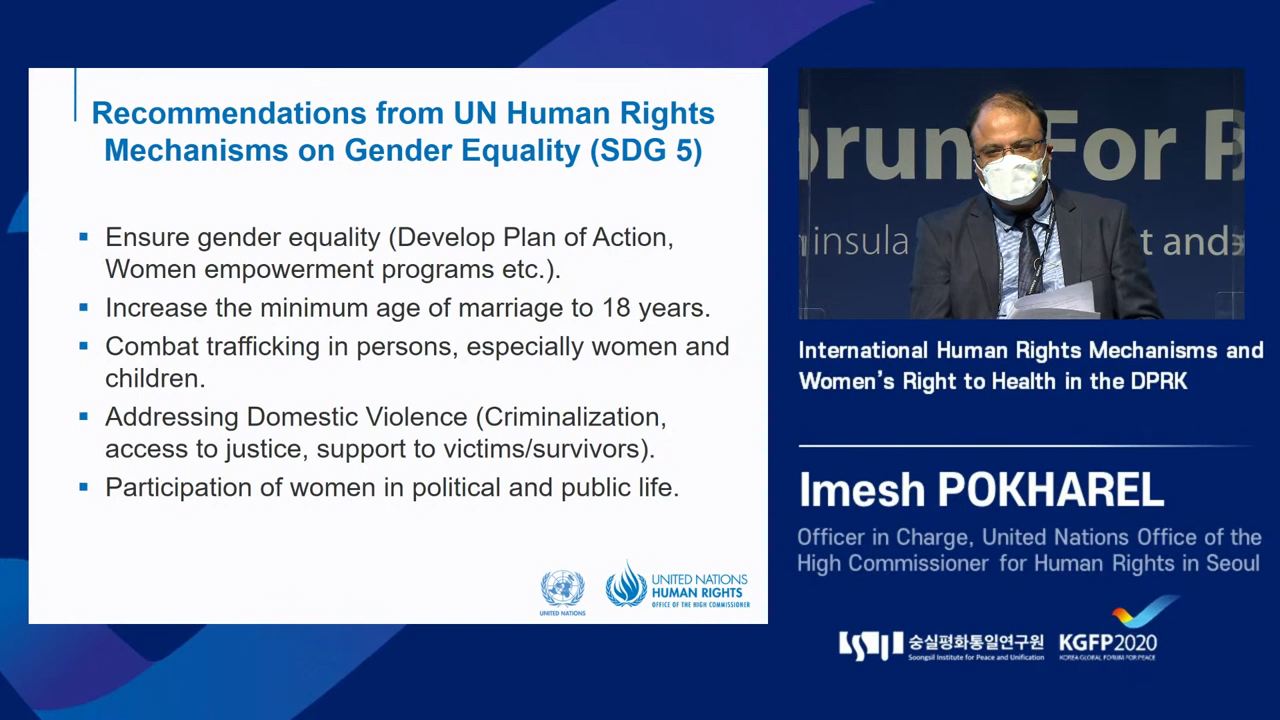 Recommendations from UN Human Rights
Mechanisms on Gender Equality (SDG 5)
▪ Ensure gender equality (Develop Plan of Action,
Women empowerment programs etc.).
▪ Increase the minimum age of marriage to 18 years.
▪ Combat trafficking in persons, especially women and
children.
▪ Addressing Domestic Violence (Criminalization,
access to justice, support to victims/survivors).
▪ Participation of women in political and public life.
UNITED NATIONS
UNITED NATIONS
HUMAN RIGHTS
OFFICE OF THE HIGH COMMISSIONER
orum For P
insula t and
International Human Rights Mechanisms and
Women's Right to Health in the DPRK
Imesh POKHAREL
Officer in Charge, United Nations Office of the
High Commissioner for Human Rights in Seoul
숭실평화통일연구원
Soongsil Institute for Peace and Unification
KGFP2020
KOREA GLOBAL FORUM FOR PEACE